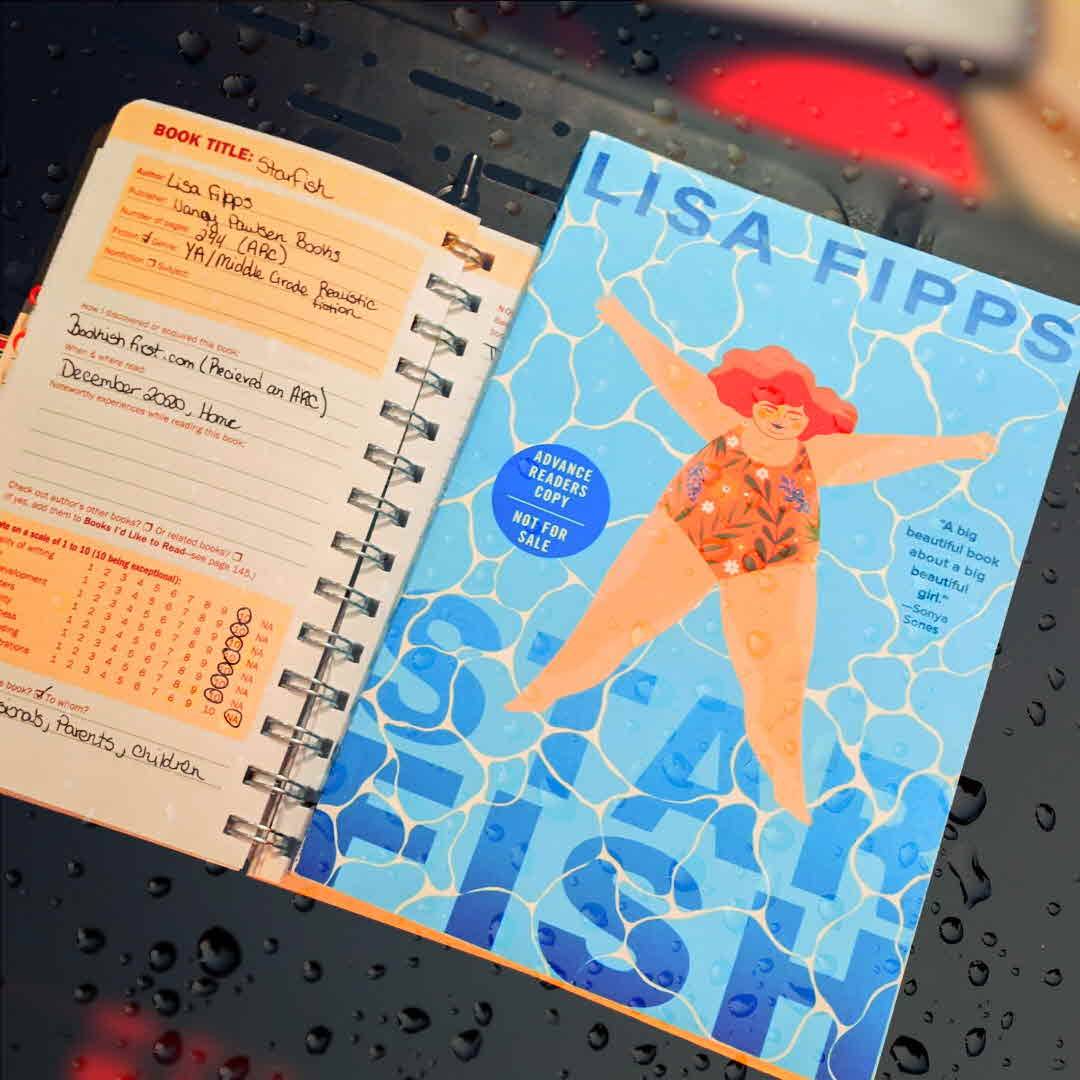 BOOK TITLE: Starfish
Author: Lisa Fipps
Publisher: Nancy Pawlsen Books
Number of pages: 244 (ARC)
Fiction: ✓ Genre: YA/Middle Grade Realistic
Nonfiction ☐ Subject: fiction
How I discovered or acquired this book:
Bookish first.com (Recieved an ARC)
When & where read:
December 2020, Home
Noteworthy experiences while reading this book:
Check out author's other books? ☐ Or related books? ☐
(If yes, add them to Books I'd Like to Read—see page 145.)
on a scale of 1 to 10 (10 being exceptional):
of writing 1 2 3 4 5 6 7 8 9 10 NA
1 2 3 4 5 6 7 8 9 10 NA
1 2 3 4 5 6 7 8 9 10 NA
1 2 3 4 5 6 7 8 9 10 NA
1 2 3 4 5 6 7 8 9 10 NA
1 2 3 4 5 6 7 8 9 10 NA
book? ✓ To whom?
Parents, Children
LISA FIPPS
ADVANCE
READERS
COPY
NOT FOR
SALE
"A big
beautiful book
about a big
beautiful
girl."
—Sonya
Sones
STAR
FISH